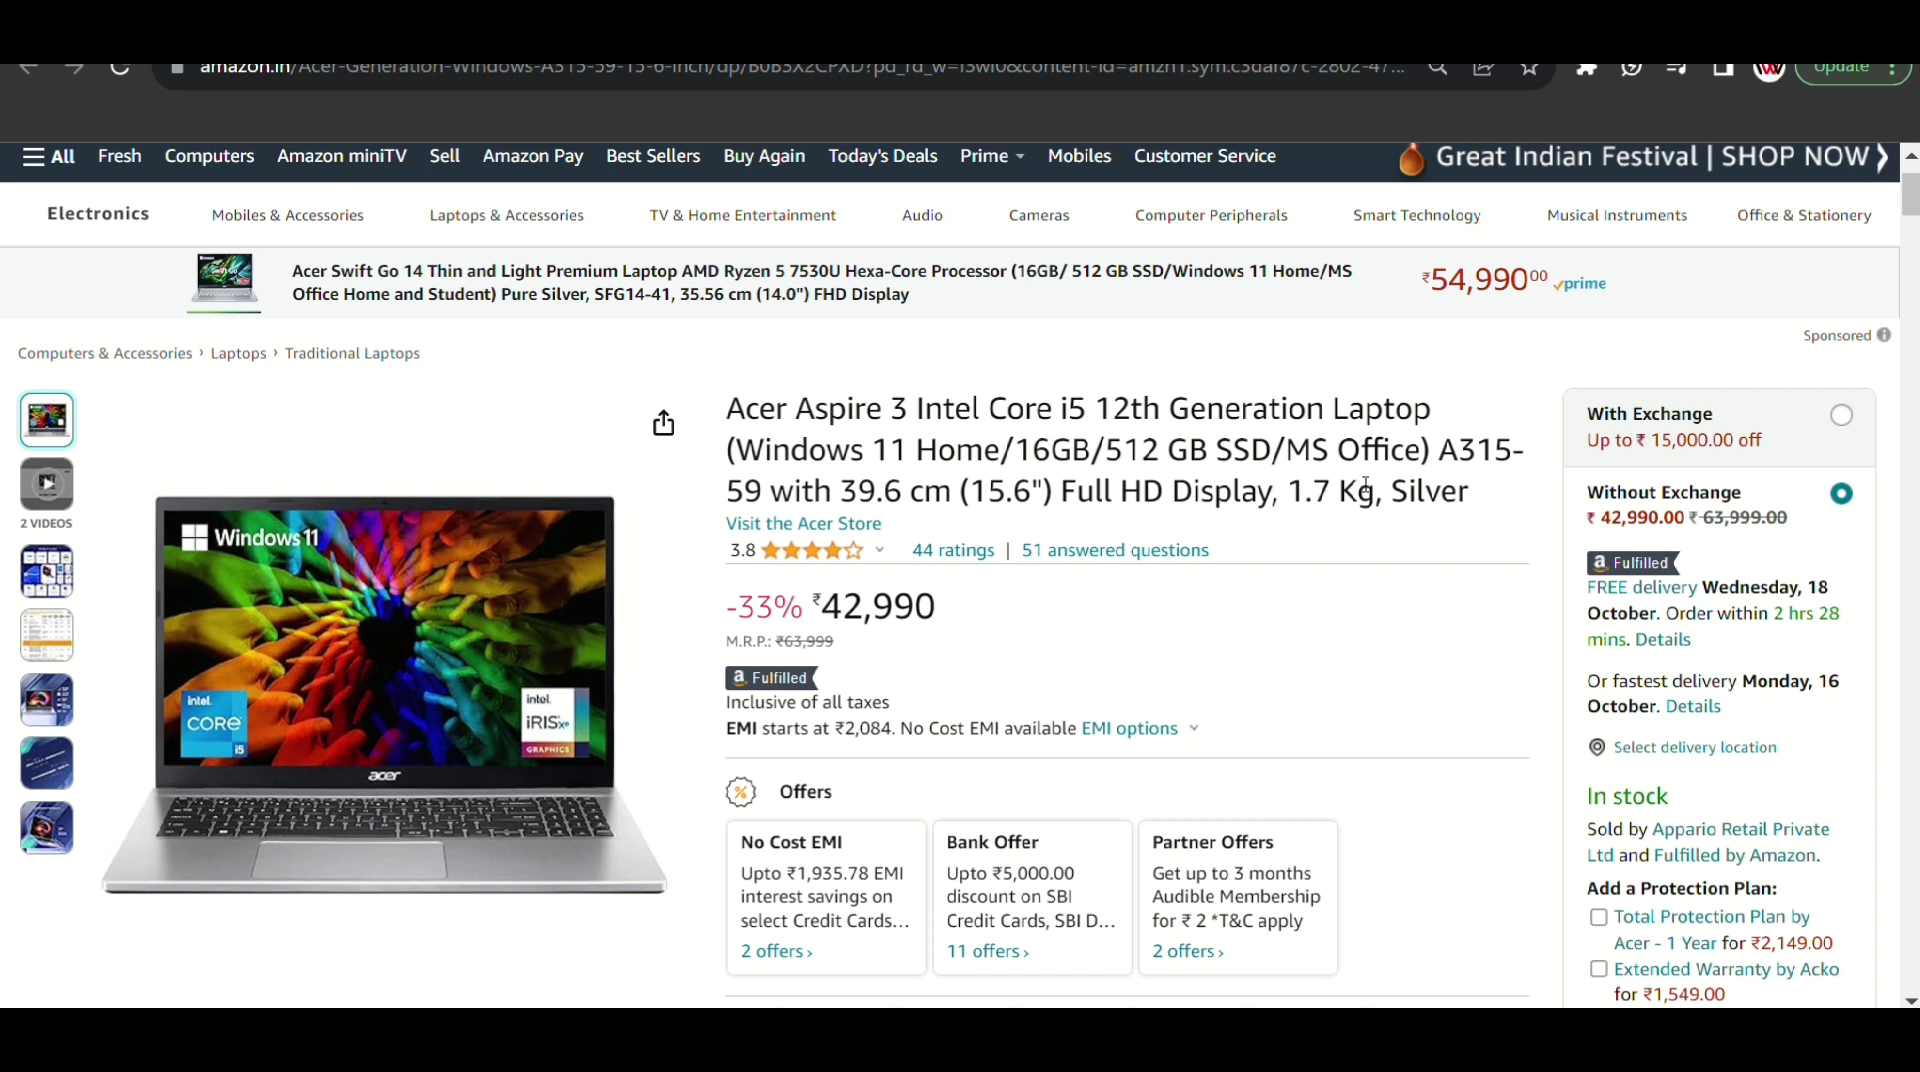 All Fresh Computers Amazon miniTV Sell Amazon Pay Best Sellers Buy Again Today's Deals Prime Mobiles Customer Service Great Indian Festival | SHOP NOW
Electronics Mobiles & Accessories Laptops & Accessories TV & Home Entertainment Audio Cameras Computer Peripherals Smart Technology Musical Instruments Office & Stationery
Acer Swift Go 14 Thin and Light Premium Laptop AMD Ryzen 5 7530U Hexa-Core Processor (16GB/ 512 GB SSD/Windows 11 Home/MS
Office Home and Student) Pure Silver, SFG14-41, 35.56 cm (14.0") FHD Display
₹54,990⁰⁰ prime
Sponsored
Computers & Accessories › Laptops › Traditional Laptops
2 VIDEOS
Windows 11
intel CORE i5
intel IRIS Xe GRAPHICS
acer
Acer Aspire 3 Intel Core i5 12th Generation Laptop
(Windows 11 Home/16GB/512 GB SSD/MS Office) A315-
59 with 39.6 cm (15.6") Full HD Display, 1.7 Kg, Silver
Visit the Acer Store
3.8 44 ratings | 51 answered questions
-33% ₹42,990
M.R.P.: ₹63,999
a Fulfilled
Inclusive of all taxes
EMI starts at ₹2,084. No Cost EMI available EMI options
Offers
No Cost EMI
Upto ₹1,935.78 EMI
interest savings on
select Credit Cards...
2 offers ›
Bank Offer
Upto ₹5,000.00
discount on SBI
Credit Cards, SBI D...
11 offers ›
Partner Offers
Get up to 3 months
Audible Membership
for ₹ 2 *T&C apply
2 offers ›
With Exchange
Up to ₹ 15,000.00 off
Without Exchange
₹ 42,990.00 ₹ 63,999.00
a Fulfilled
FREE delivery Wednesday, 18
October. Order within 2 hrs 28
mins. Details
Or fastest delivery Monday, 16
October. Details
Select delivery location
In stock
Sold by Appario Retail Private
Ltd and Fulfilled by Amazon.
Add a Protection Plan:
Total Protection Plan by
Acer - 1 Year for ₹2,149.00
Extended Warranty by Acko
for ₹1,549.00